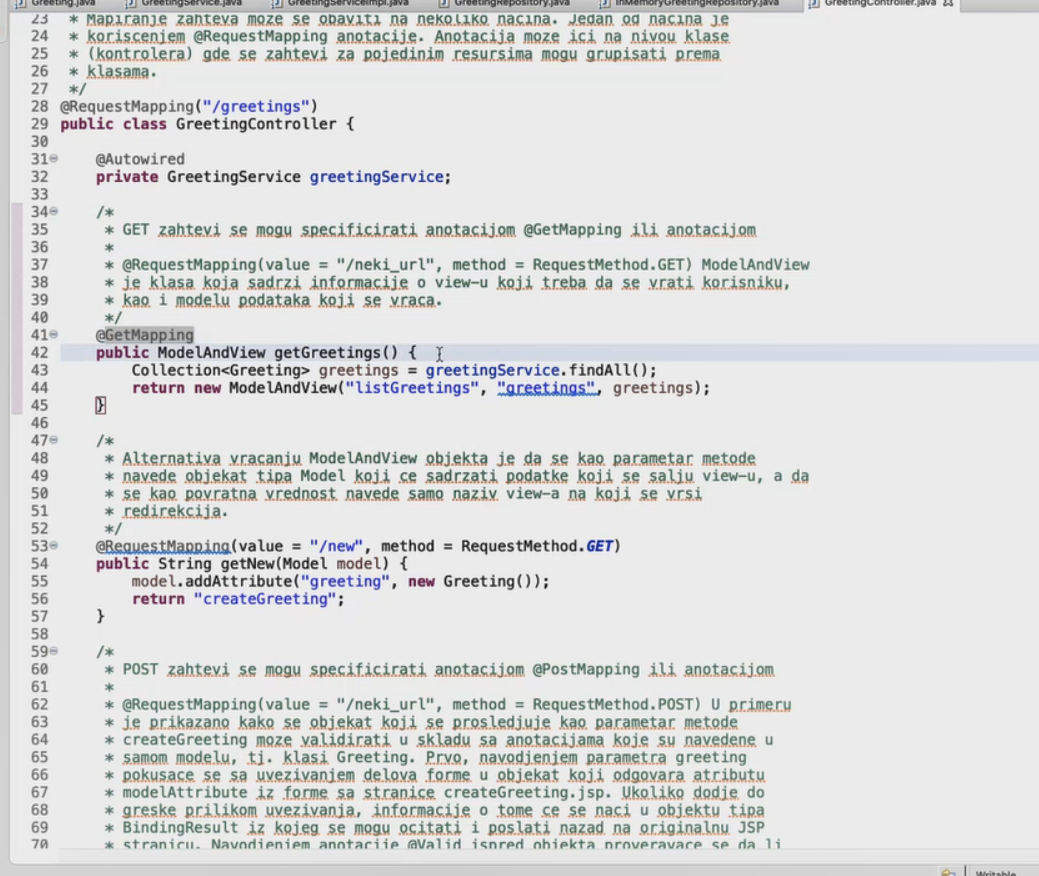 Greeting.java GreetingService.java GreetingServiceImpl.java GreetingRepository.java InMemoryGreetingRepository.java GreetingController.java
23 * Mapiranje zahteva moze se obaviti na nekoliko nacina. Jedan od nacina je
24 * koriscenjem @RequestMapping anotacije. Anotacija moze ici na nivou klase
25 * (kontrolera) gde se zahtevi za pojedinim resursima mogu grupisati prema
26 * klasama.
27 */
28 @RequestMapping("/greetings")
29 public class GreetingController {
30
31 @Autowired
32 private GreetingService greetingService;
33
34 /*
35 * GET zahtevi se mogu specificirati anotacijom @GetMapping ili anotacijom
36 *
37 * @RequestMapping(value = "/neki_url", method = RequestMethod.GET) ModelAndView
38 * je klasa koja sadrzi informacije o view-u koji treba da se vrati korisniku,
39 * kao i modelu podataka koji se vraca.
40 */
41 @GetMapping
42 public ModelAndView getGreetings() {
43 Collection<Greeting> greetings = greetingService.findAll();
44 return new ModelAndView("listGreetings", "greetings", greetings);
45 }
46
47 /*
48 * Alternativa vracanju ModelAndView objekta je da se kao parametar metode
49 * navede objekat tipa Model koji ce sadrzati podatke koji se salju view-u, a da
50 * se kao povratna vrednost navede samo naziv view-a na koji se vrsi
51 * redirekcija.
52 */
53 @RequestMapping(value = "/new", method = RequestMethod.GET)
54 public String getNew(Model model) {
55 model.addAttribute("greeting", new Greeting());
56 return "createGreeting";
57 }
58
59 /*
60 * POST zahtevi se mogu specificirati anotacijom @PostMapping ili anotacijom
61 *
62 * @RequestMapping(value = "/neki_url", method = RequestMethod.POST) U primeru
63 * je prikazano kako se objekat koji se prosledjuje kao parametar metode
64 * createGreeting moze validirati u skladu sa anotacijama koje su navedene u
65 * samom modelu, tj. klasi Greeting. Prvo, navodjenjem parametra greeting
66 * pokusace se sa uvezivanjem delova forme u objekat koji odgovara atributu
67 * modelAttribute iz forme sa stranice createGreeting.jsp. Ukoliko dodje do
68 * greske prilikom uvezivanja, informacije o tome ce se naci u objektu tipa
69 * BindingResult iz kojeg se mogu ocitati i poslati nazad na originalnu JSP
70 * stranicu. Navodjenjem anotacije @Valid ispred objekta proveravace se da li
Writable